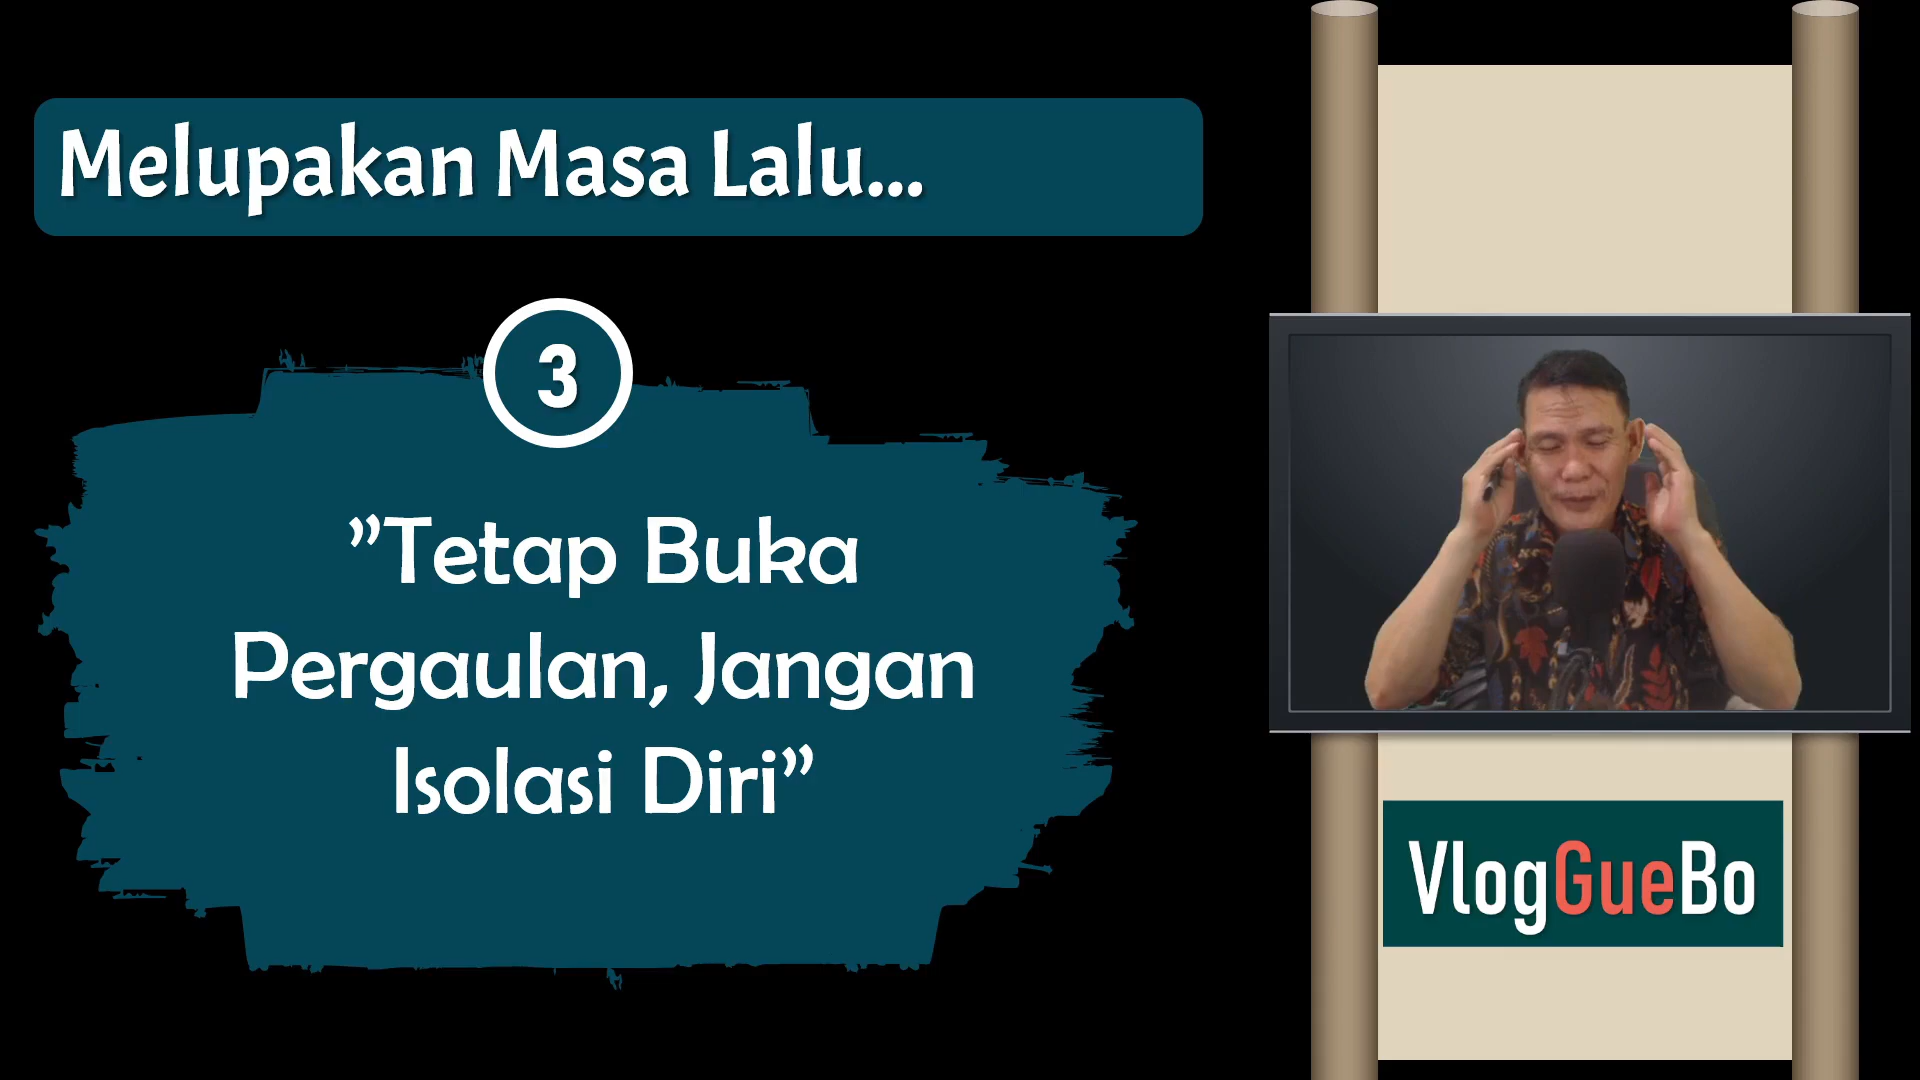 Melupakan Masa Lalu...
3
”Tetap Buka
Pergaulan, Jangan
Isolasi Diri”
VlogGueBo